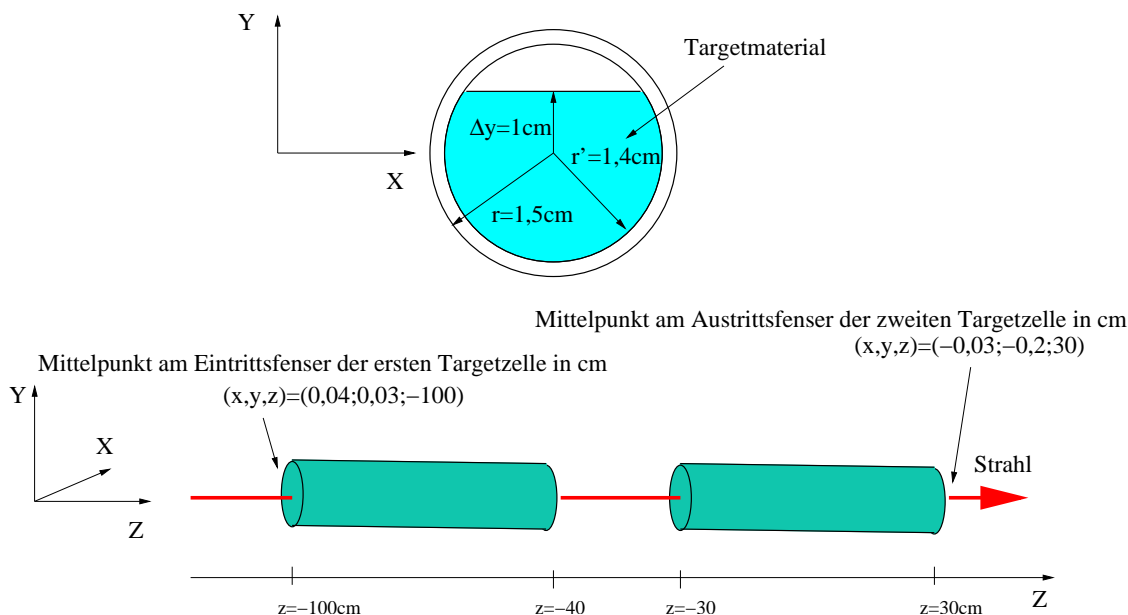 Y
Targetmaterial
Δy=1cm
r'=1,4cm
X
r=1,5cm
Mittelpunkt am Austrittsfenser der zweiten Targetzelle in cm
(x,y,z)=(−0,03;−0,2;30)
Mittelpunkt am Eintrittsfenser der ersten Targetzelle in cm
(x,y,z)=(0,04;0,03;−100)
Y
X
Strahl
Z
z=−100cm
z=−40
z=−30
z=30cm
Z